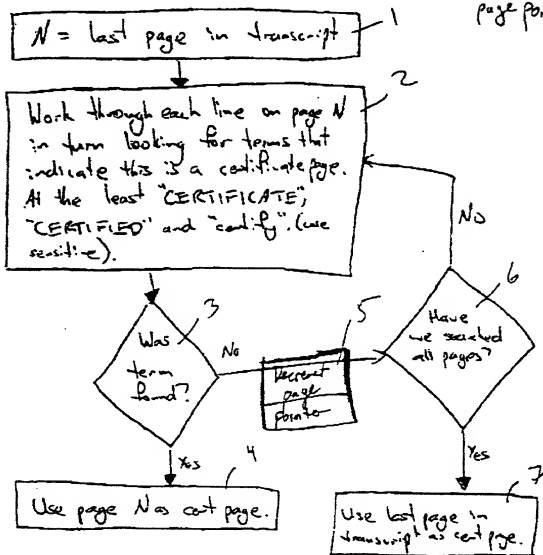 page po
N = last page in transcript
1
2
Work through each line on page N
in turn looking for terms that
indicate this is a certificate page.
At the least "CERTIFICATE",
"CERTIFIED" and "certify". (case
sensitive).
No
3
Was
term
found?
No
5
Decrement
page
pointer
6
Have
we searched
all pages?
Yes
4
Use page N as cert page.
Yes
7
Use last page in
transcript as cert page.